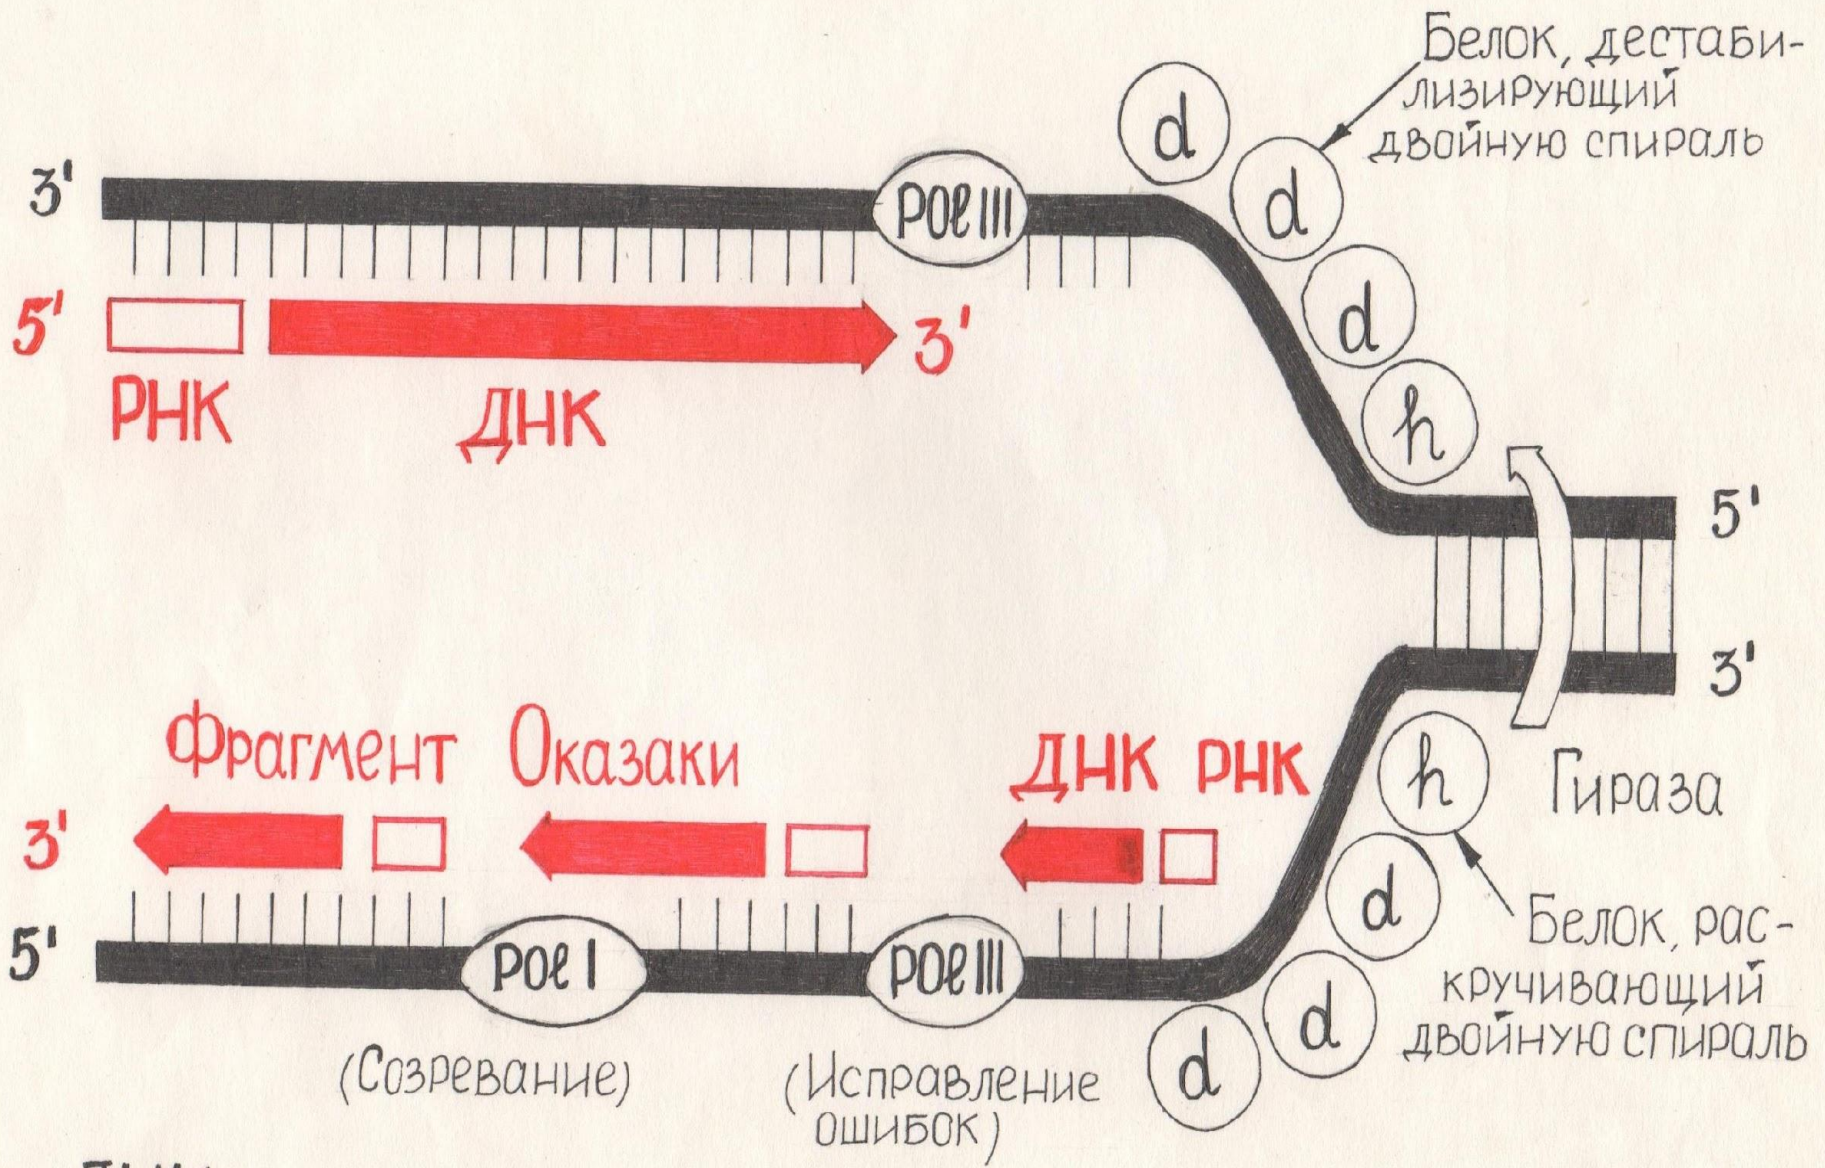 Белок, дестаби-
лизирующий
двойную спираль
d
d
d
h
3'
Pol III
5'
3'
РНК
ДНК
5'
3'
Фрагмент Оказаки
ДНК РНК
h
Гираза
3'
d
5'
Pol I
Pol III
d
d
Белок, рас-
кручивающий
двойную спираль
(Созревание)
(Исправление
ошибок)